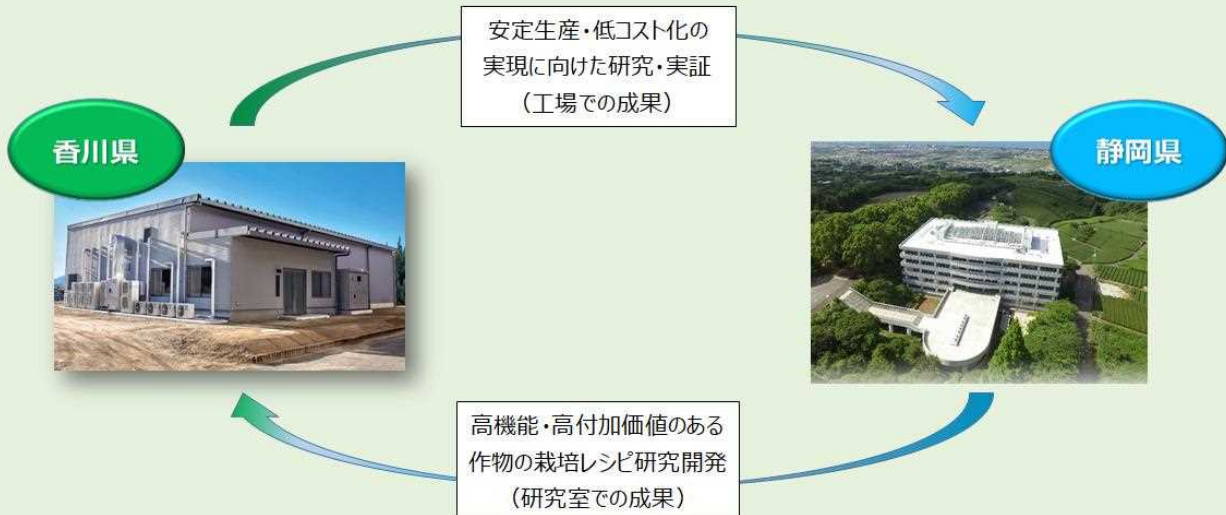 安定生産・低コスト化の
実現に向けた研究・実証
（工場での成果）
香川県
静岡県
高機能・高付加価値のある
作物の栽培レシピ研究開発
（研究室での成果）